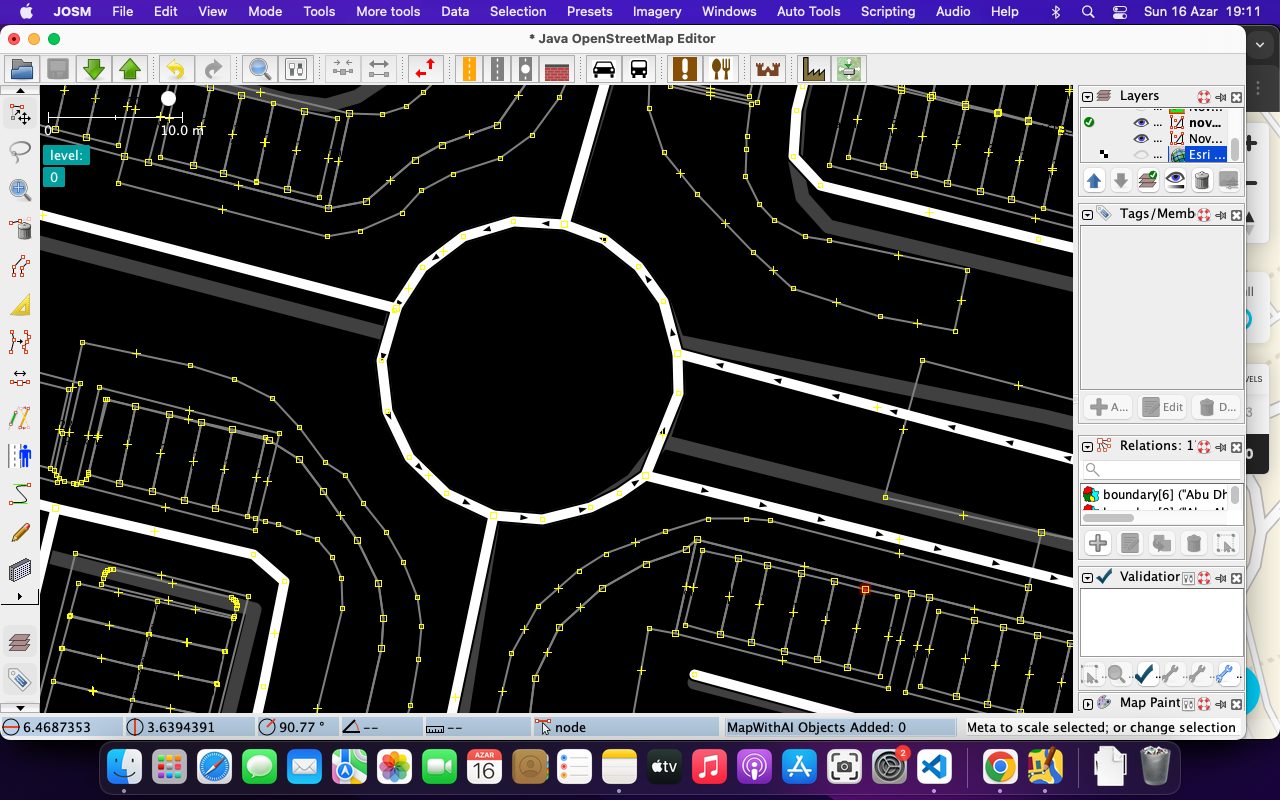 JOSM File Edit View Mode Tools More tools Data Selection Presets Imagery Windows Auto Tools Scripting Audio Help Sun 16 Azar 19:11
* Java OpenStreetMap Editor
0 10.0 m
level:
0
Layers
Nov...
nov...
Nov...
Esri ...
Tags/Memb
A... Edit D...
Relations: 1
boundary[6] ("Abu Dh
Validation
Map Paint
6.4687353 3.6394391 90.77 ° -- -- node MapWithAI Objects Added: 0 Meta to scale selected; or change selection
AZAR
16
tv
2